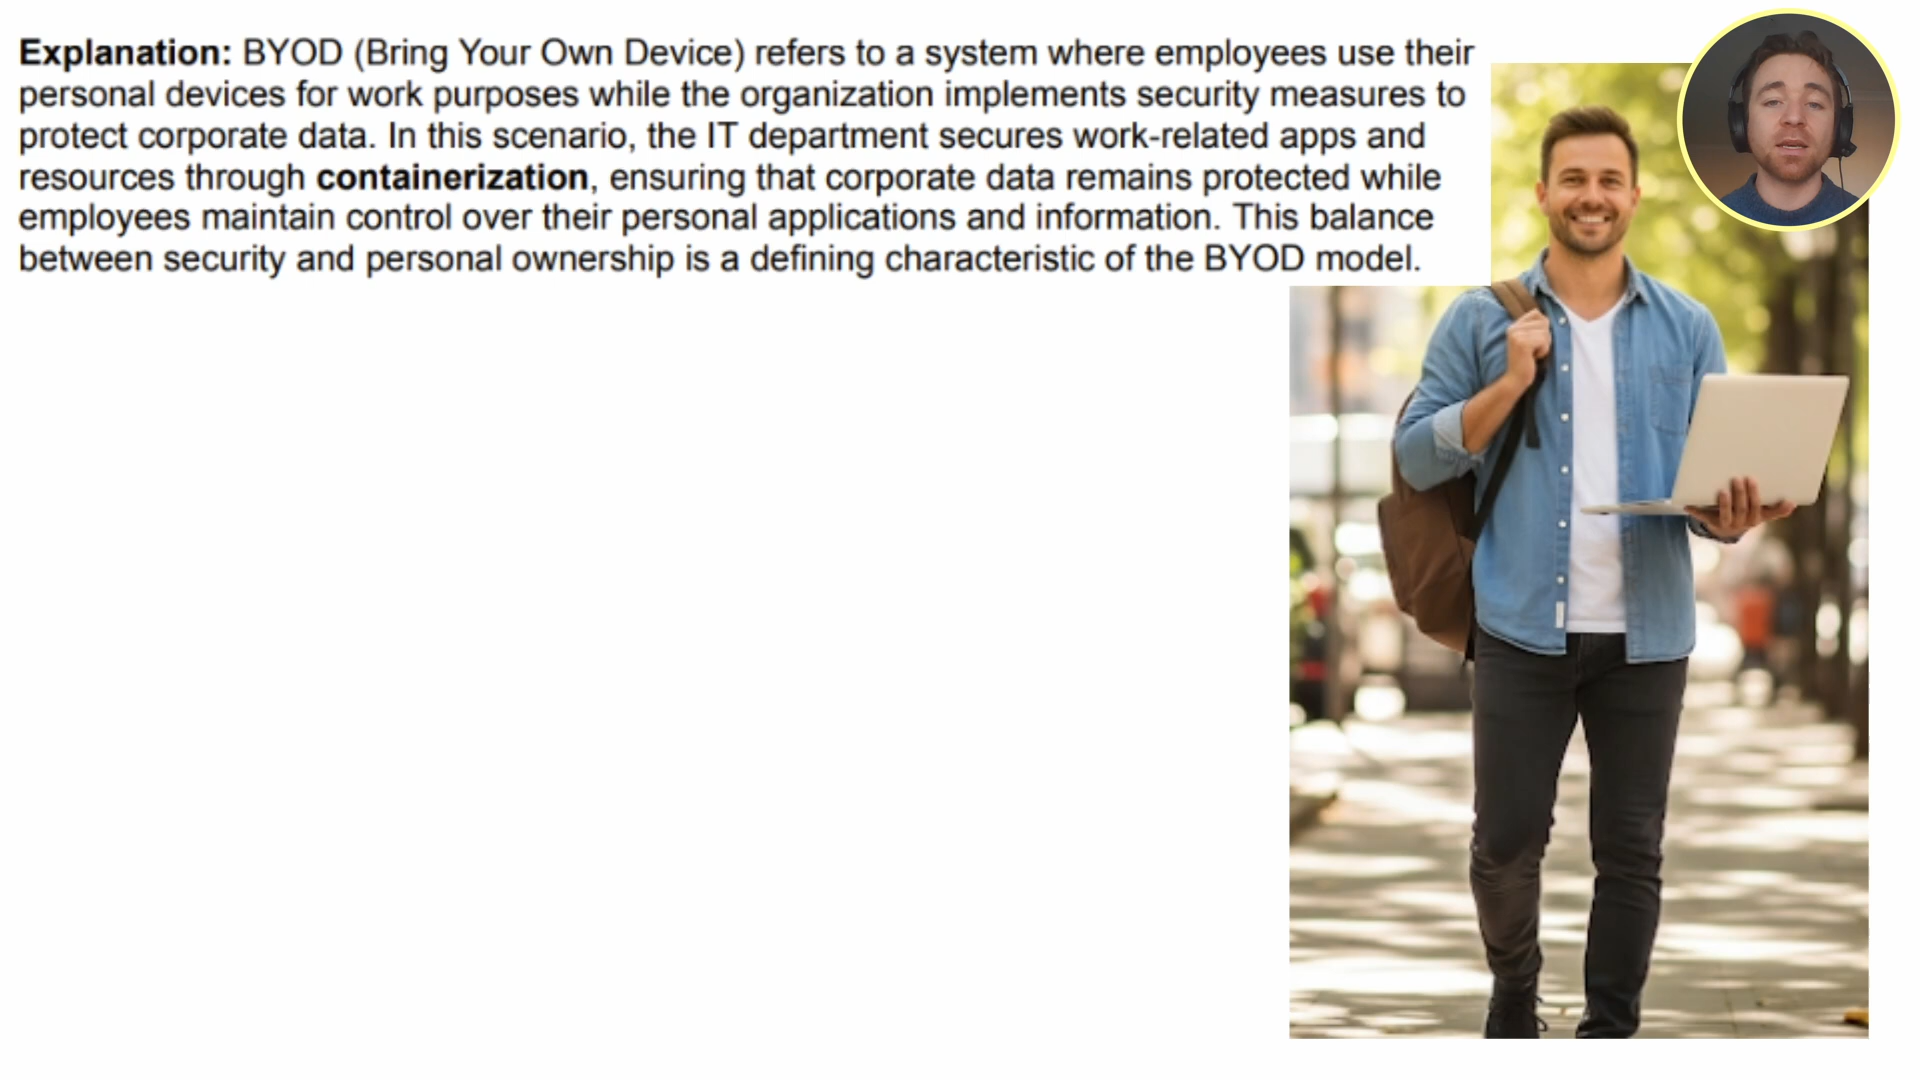 Explanation: BYOD (Bring Your Own Device) refers to a system where employees use their
personal devices for work purposes while the organization implements security measures to
protect corporate data. In this scenario, the IT department secures work-related apps and
resources through containerization, ensuring that corporate data remains protected while
employees maintain control over their personal applications and information. This balance
between security and personal ownership is a defining characteristic of the BYOD model.